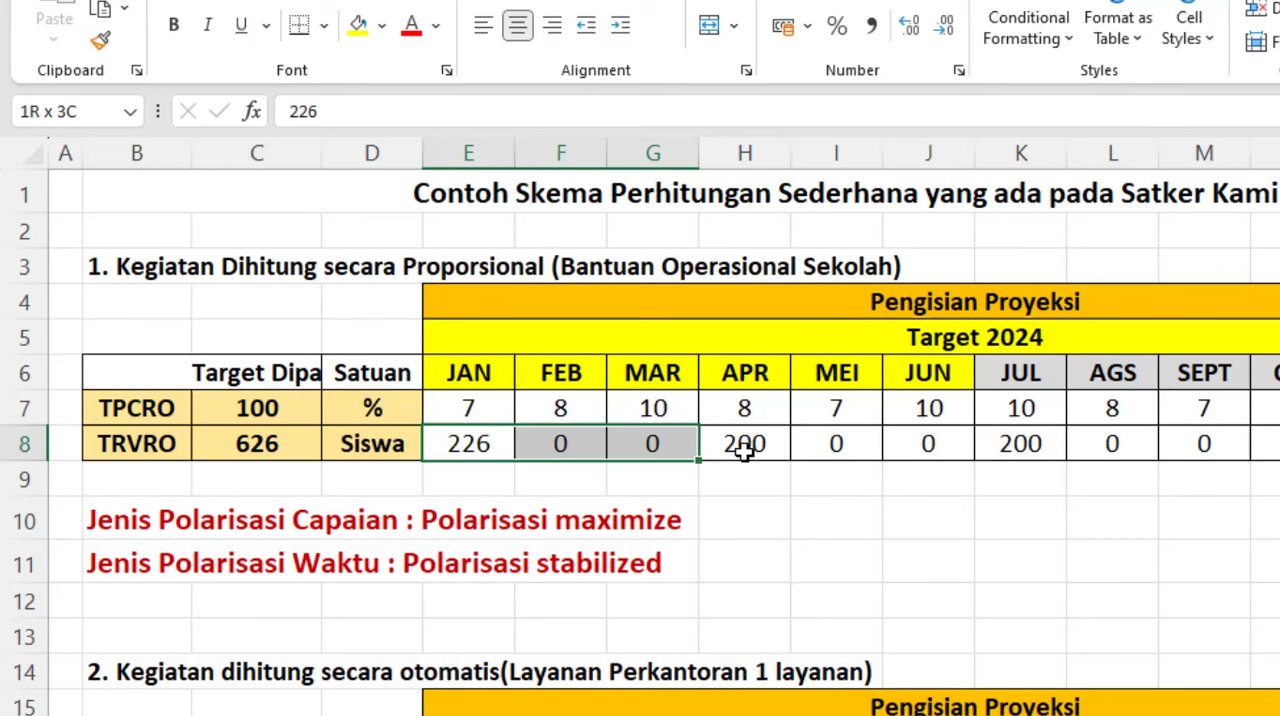 Paste
B I U A
%
Conditional Formatting
Format as Table
Cell Styles
Clipboard
Font
Alignment
Number
Styles
1R x 3C
fx
226
A B C D E F G H I J K L M
1 Contoh Skema Perhitungan Sederhana yang ada pada Satker Kami
2
3 1. Kegiatan Dihitung secara Proporsional (Bantuan Operasional Sekolah)
4 Pengisian Proyeksi
5 Target 2024
6 Target Dipa Satuan JAN FEB MAR APR MEI JUN JUL AGS SEPT
7 TPCRO 100 % 7 8 10 8 7 10 10 8 7
8 TRVRO 626 Siswa 226 0 0 200 0 0 200 0 0
9
10 Jenis Polarisasi Capaian : Polarisasi maximize
11 Jenis Polarisasi Waktu : Polarisasi stabilized
12
13
14 2. Kegiatan dihitung secara otomatis(Layanan Perkantoran 1 layanan)
15 Pengisian Proyeksi